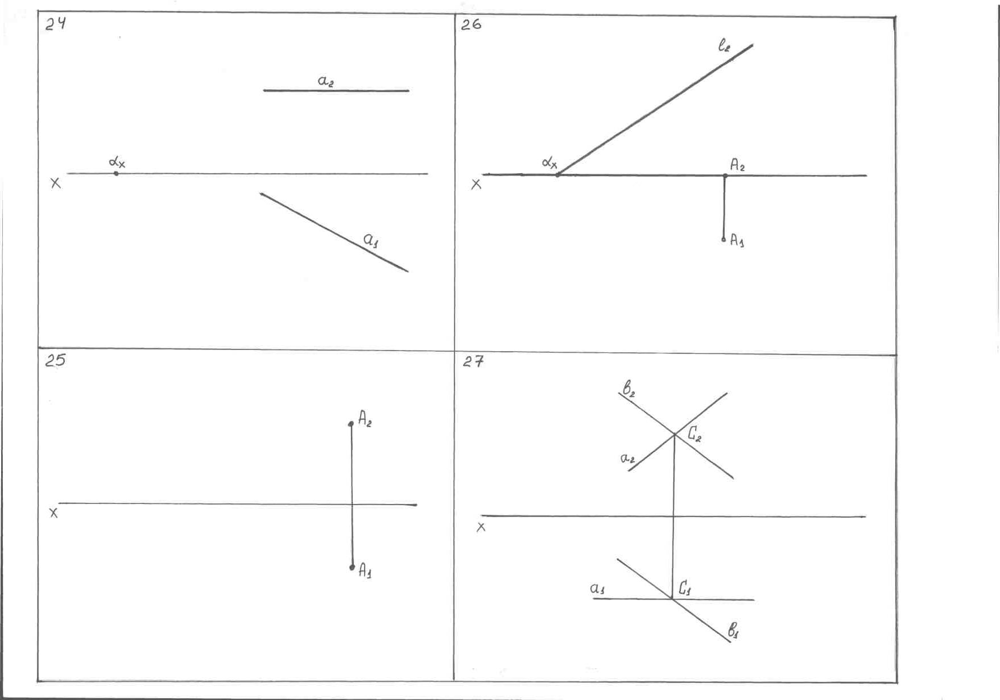 24
a₂
αₓ
x
a₁
26
l₂
αₓ
A₂
x
A₁
25
A₂
x
A₁
27
b₂
C₂
a₂
x
a₁
C₁
b₁